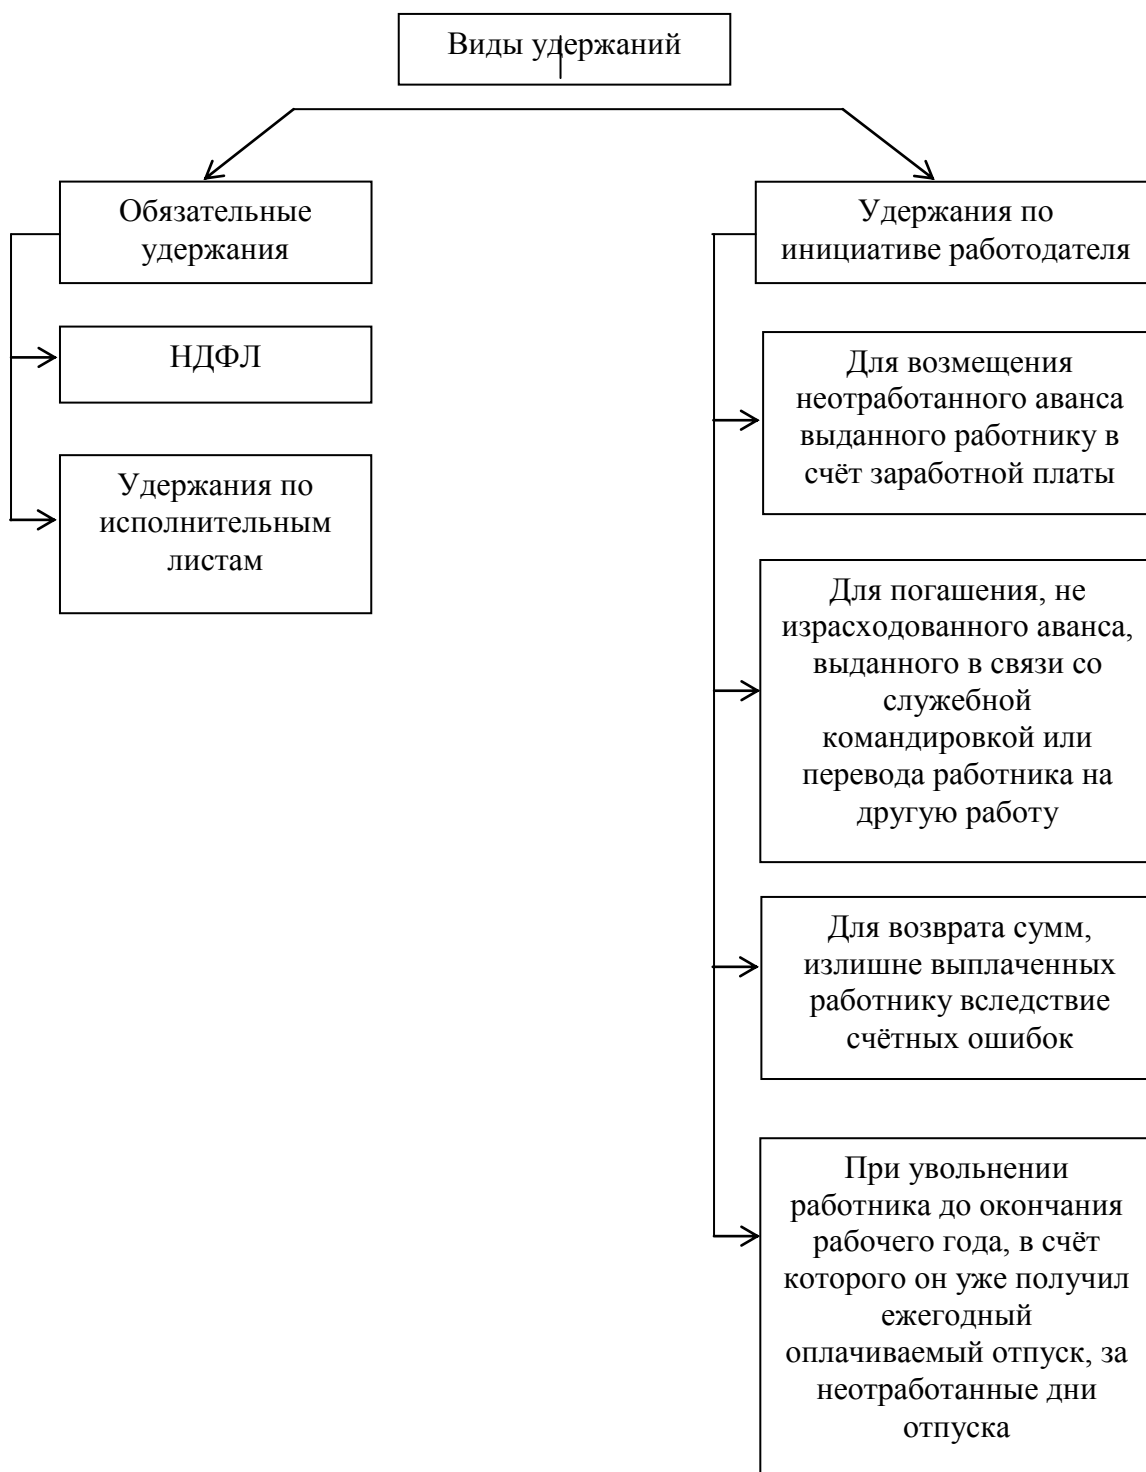 Виды удержаний
Обязательные
удержания
НДФЛ
Удержания по
исполнительным
листам
Удержания по
инициативе работодателя
Для возмещения
неотработанного аванса
выданного работнику в
счёт заработной платы
Для погашения, не
израсходованного аванса,
выданного в связи со
служебной
командировкой или
перевода работника на
другую работу
Для возврата сумм,
излишне выплаченных
работнику вследствие
счётных ошибок
При увольнении
работника до окончания
рабочего года, в счёт
которого он уже получил
ежегодный
оплачиваемый отпуск, за
неотработанные дни
отпуска